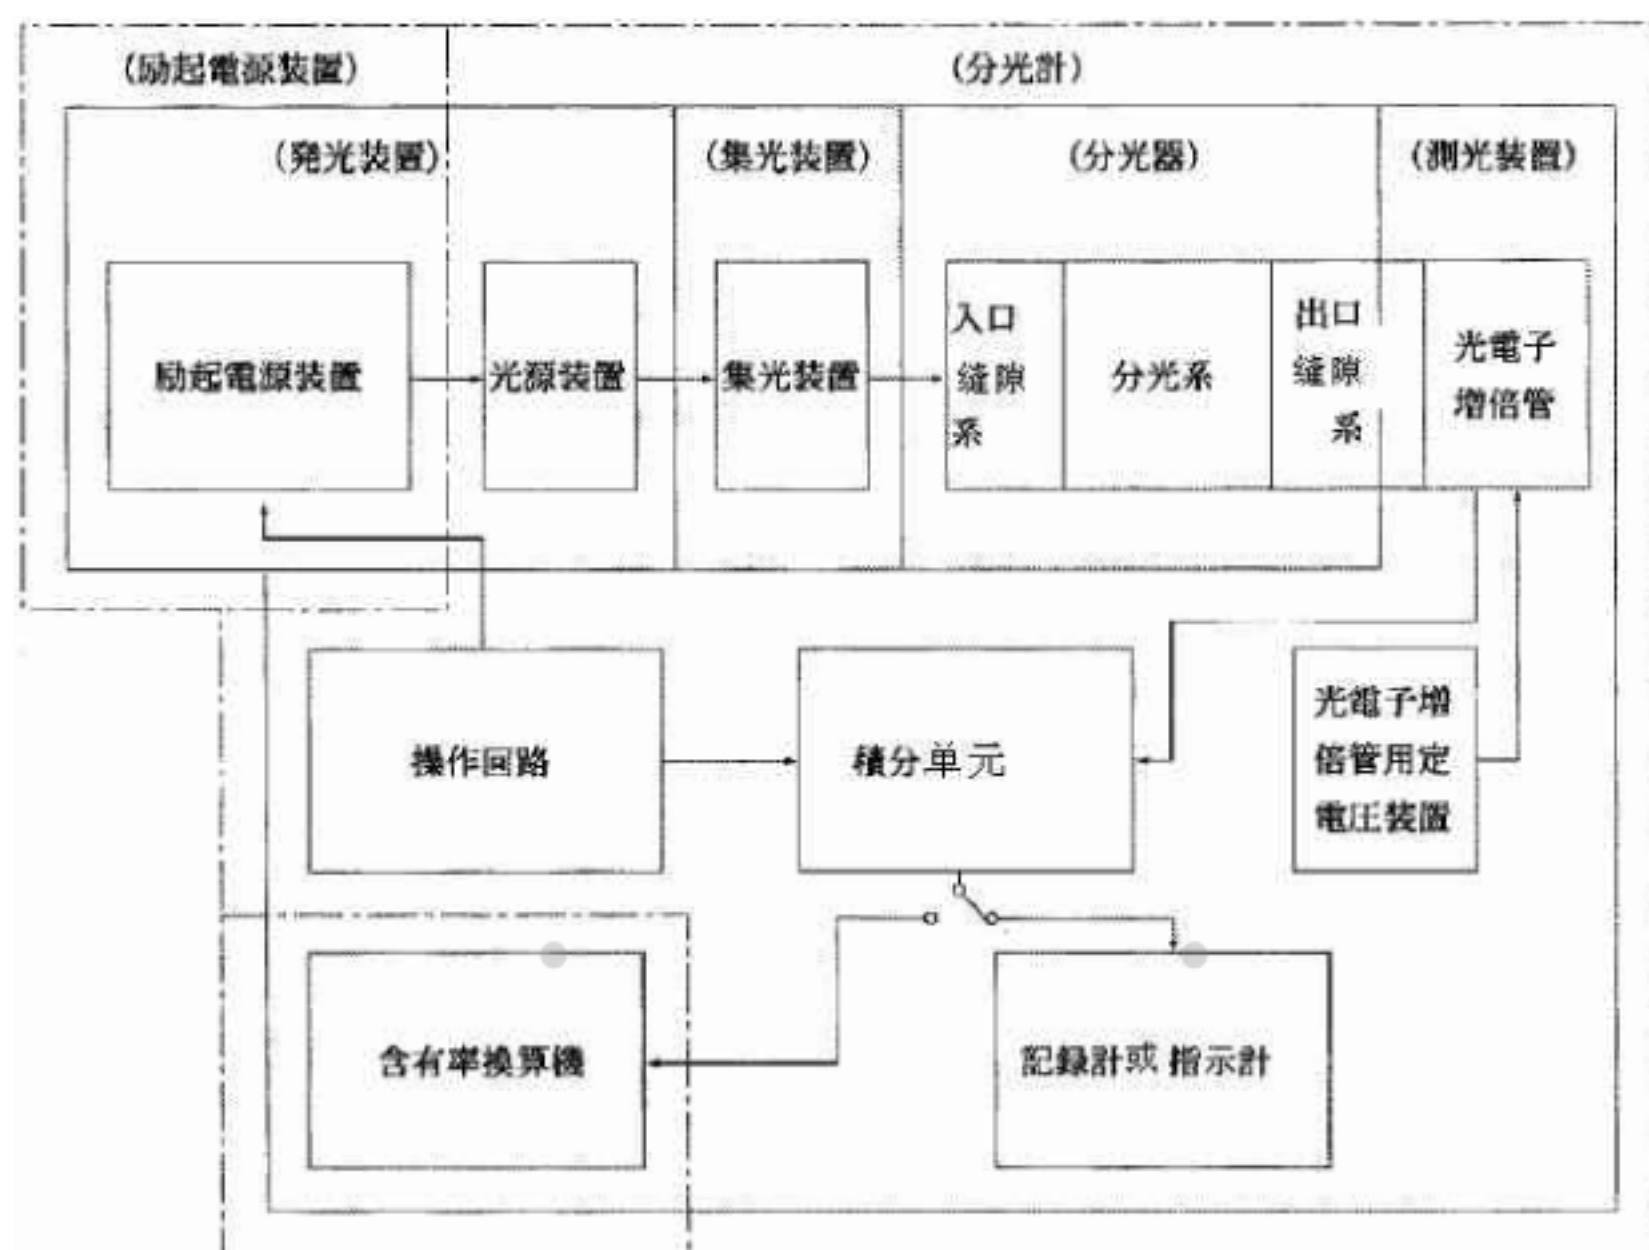 (励起電源装置)
(分光計)
(発光装置)
(集光装置)
(分光器)
(測光装置)
励起電源装置
光源装置
集光装置
入口
缝隙
系
分光系
出口
缝隙
系
光電子
増倍管
操作回路
積分单元
光電子増
倍管用定
電圧装置
含有率換算機
記録計或指示計